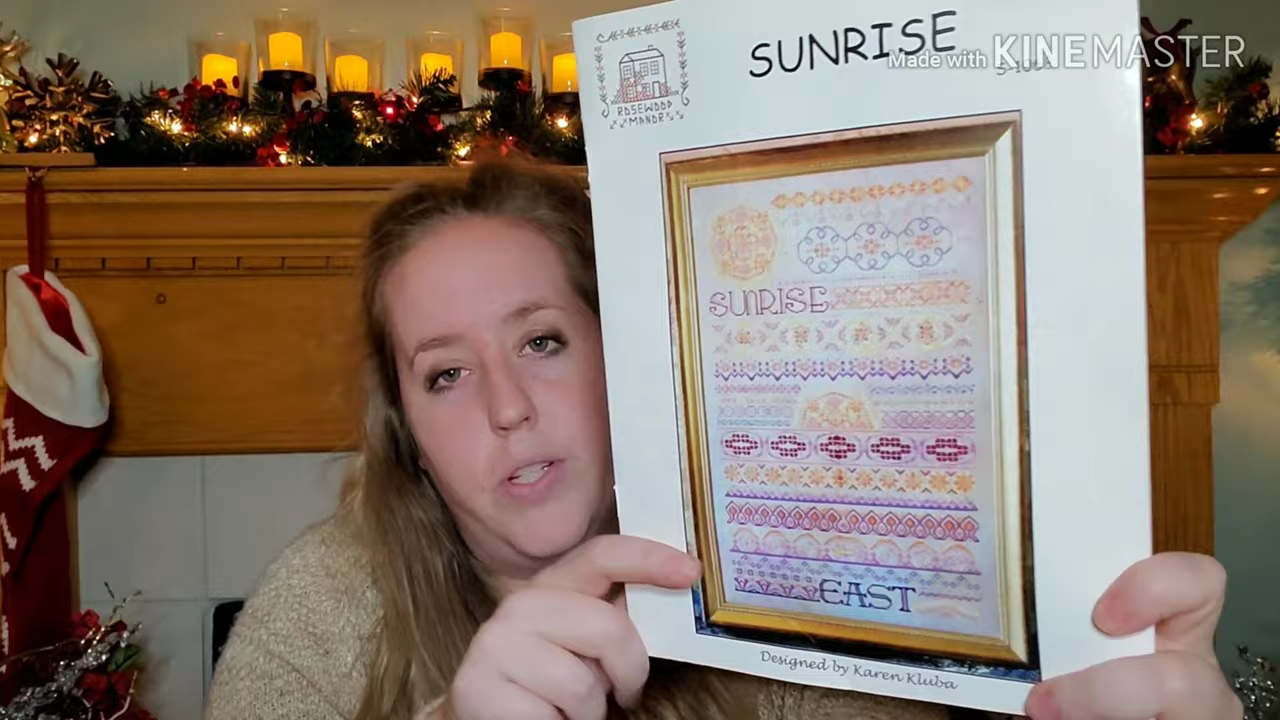 SUNRISE
Made with KINEMASTER
ROSEWOOD
MANOR
SUNRISE
EAST
Designed by Karen Kluba